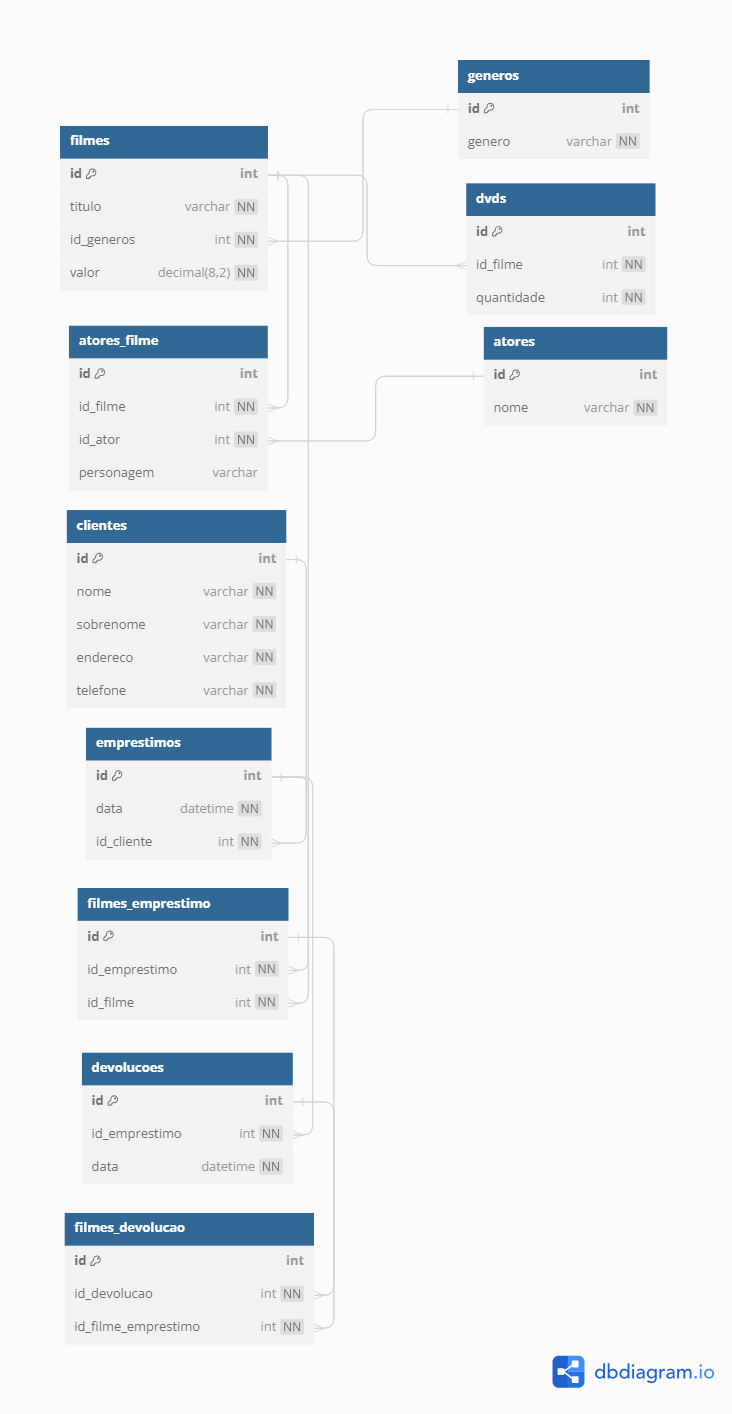 generos
id int
genero varchar NN
filmes
id int
titulo varchar NN
id_generos int NN
valor decimal(8,2) NN
dvds
id int
id_filme int NN
quantidade int NN
atores_filme
id int
id_filme int NN
id_ator int NN
personagem varchar
atores
id int
nome varchar NN
clientes
id int
nome varchar NN
sobrenome varchar NN
endereco varchar NN
telefone varchar NN
emprestimos
id int
data datetime NN
id_cliente int NN
filmes_emprestimo
id int
id_emprestimo int NN
id_filme int NN
devolucoes
id int
id_emprestimo int NN
data datetime NN
filmes_devolucao
id int
id_devolucao int NN
id_filme_emprestimo int NN
dbdiagram.io